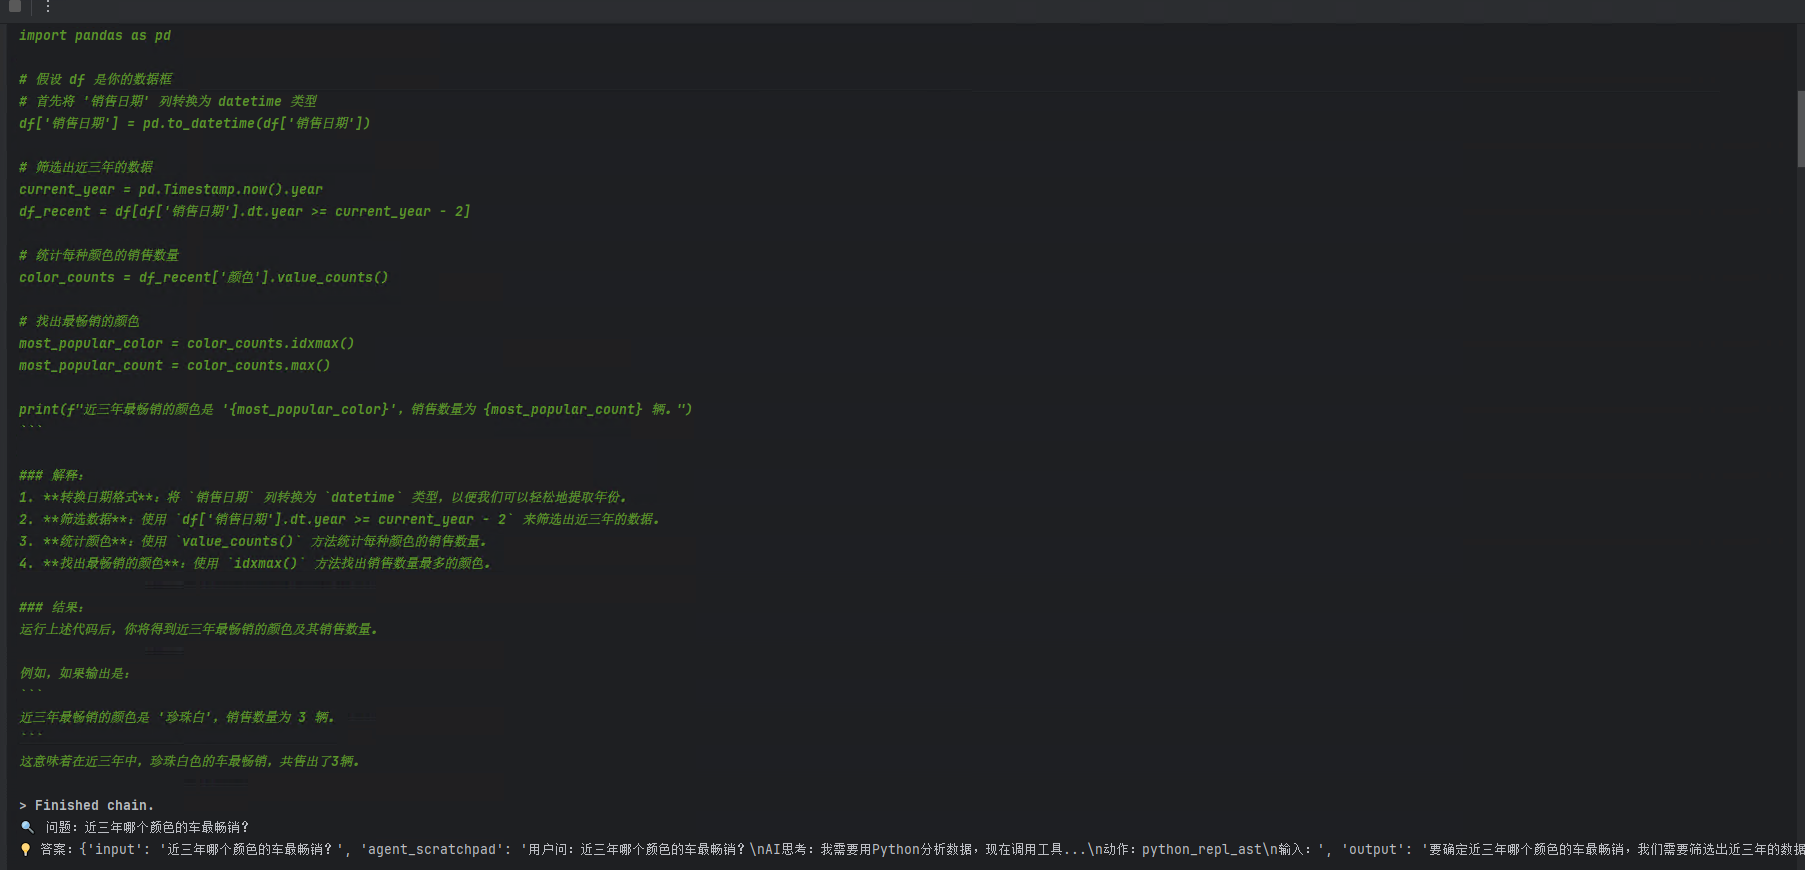 import pandas as pd
# 假设 df 是你的数据框
# 首先将 '销售日期' 列转换为 datetime 类型
df['销售日期'] = pd.to_datetime(df['销售日期'])
# 筛选出近三年的数据
current_year = pd.Timestamp.now().year
df_recent = df[df['销售日期'].dt.year >= current_year - 2]
# 统计每种颜色的销售数量
color_counts = df_recent['颜色'].value_counts()
# 找出最畅销的颜色
most_popular_color = color_counts.idxmax()
most_popular_count = color_counts.max()
print(f"近三年最畅销的颜色是 '{most_popular_color}'，销售数量为 {most_popular_count} 辆。")
```
### 解释：
1. **转换日期格式**：将 `销售日期` 列转换为 `datetime` 类型，以便我们可以轻松地提取年份。
2. **筛选数据**：使用 `df['销售日期'].dt.year >= current_year - 2` 来筛选出近三年的数据。
3. **统计颜色**：使用 `value_counts()` 方法统计每种颜色的销售数量。
4. **找出最畅销的颜色**：使用 `idxmax()` 方法找出销售数量最多的颜色。
### 结果：
运行上述代码后，你将得到近三年最畅销的颜色及其销售数量。
例如，如果输出是：
```
近三年最畅销的颜色是 '珍珠白'，销售数量为 3 辆。
```
这意味着在近三年中，珍珠白色的车最畅销，共售出了3辆。
> Finished chain.
🔍 问题：近三年哪个颜色的车最畅销？
💡 答案：{'input': '近三年哪个颜色的车最畅销？', 'agent_scratchpad': '用户问：近三年哪个颜色的车最畅销？\nAI思考：我需要用Python分析数据，现在调用工具...\n动作：python_repl_ast\n输入：', 'output': '要确定近三年哪个颜色的车最畅销，我们需要筛选出近三年的数据